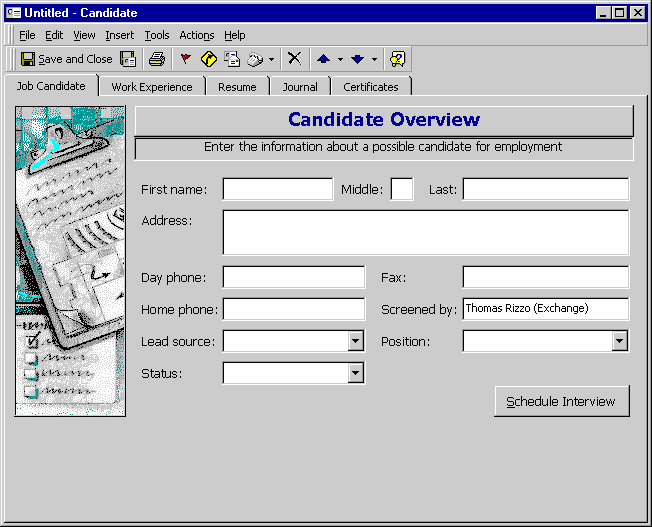 Untitled - Candidate
File Edit View Insert Tools Actions Help
Save and Close
Job Candidate Work Experience Resume Journal Certificates
Candidate Overview
Enter the information about a possible candidate for employment
First name: Middle: Last:
Address:
Day phone: Fax:
Home phone: Screened by: Thomas Rizzo (Exchange)
Lead source: Position:
Status:
Schedule Interview